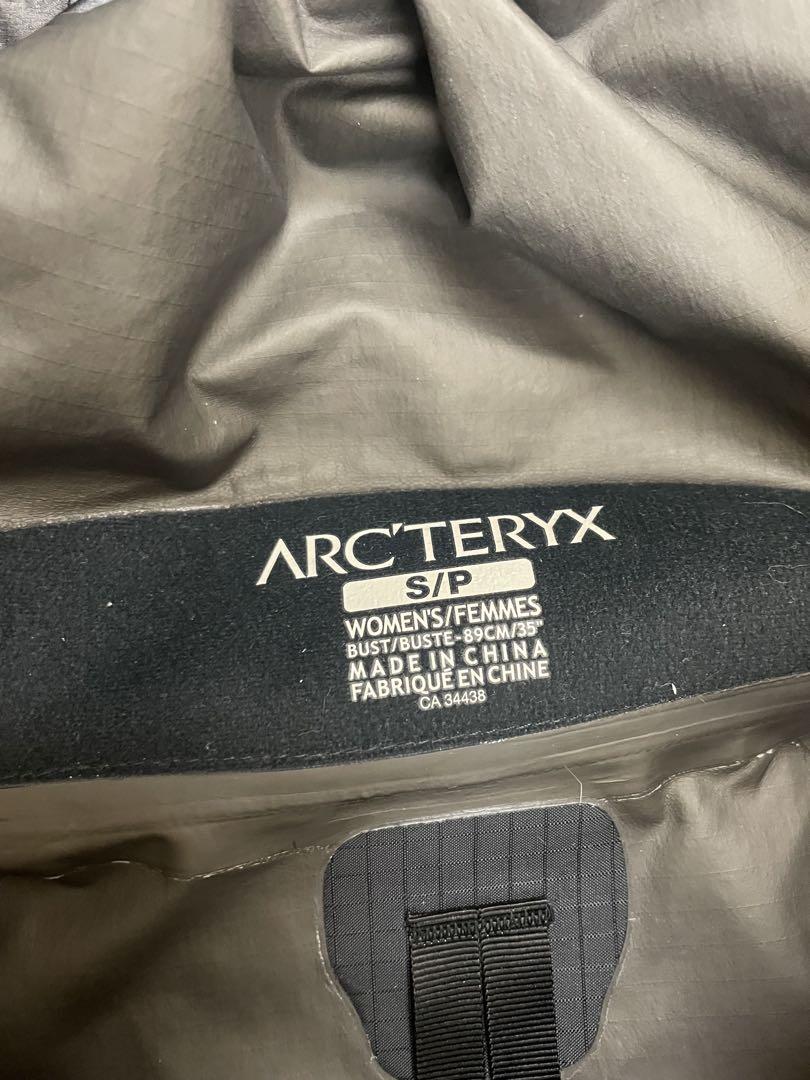 ARC'TERYX
S/P
WOMEN'S/FEMMES
BUST/BUSTE-89CM/35"
MADE IN CHINA
FABRIQUÉ EN CHINE
CA 34438